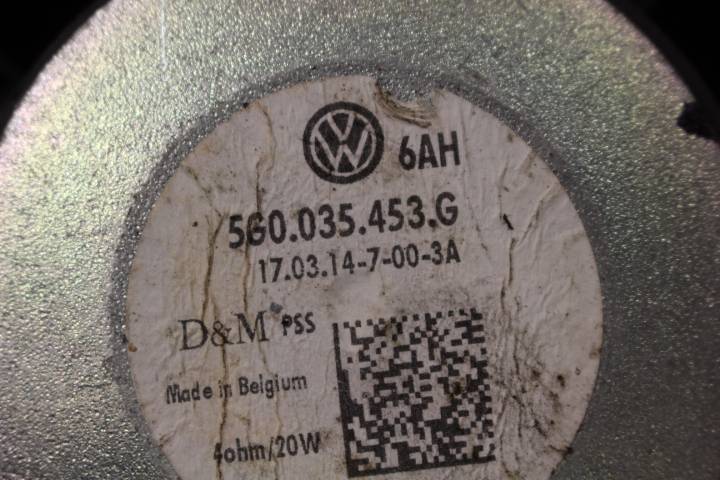 6AH
5G0.035.453.G
17.03.14-7-00-3A
D&M PSS
Made in Belgium
4ohm/20W